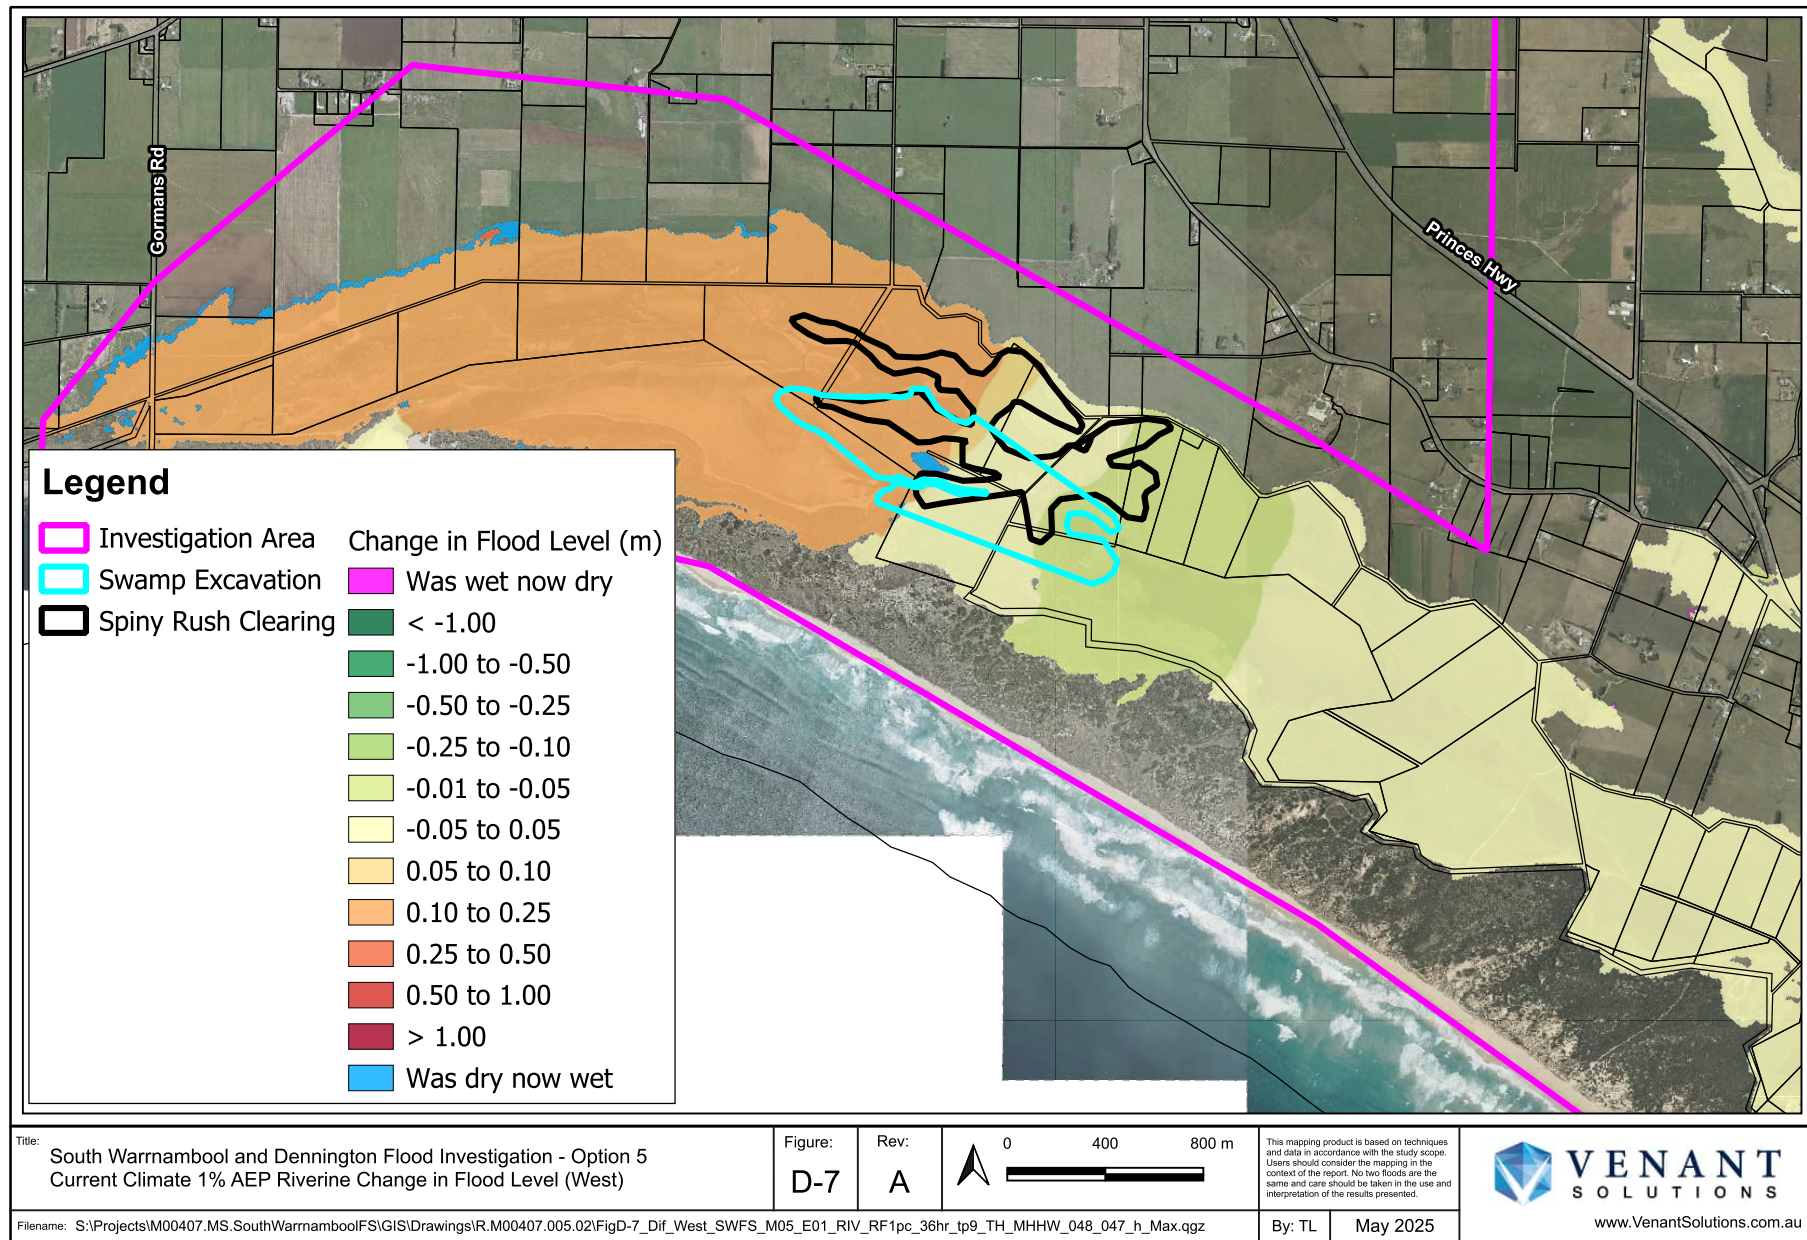 Gormans Rd
Princes Hwy
Legend
Investigation Area
Swamp Excavation
Spiny Rush Clearing
Change in Flood Level (m)
Was wet now dry
< -1.00
-1.00 to -0.50
-0.50 to -0.25
-0.25 to -0.10
-0.01 to -0.05
-0.05 to 0.05
0.05 to 0.10
0.10 to 0.25
0.25 to 0.50
0.50 to 1.00
> 1.00
Was dry now wet
Title:
South Warrnambool and Dennington Flood Investigation - Option 5
Current Climate 1% AEP Riverine Change in Flood Level (West)
Figure:
D-7
Rev:
A
0 400 800 m
This mapping product is based on techniques
and data in accordance with the study scope.
Users should consider the mapping in the
context of the report. No two floods are the
same and care should be taken in the use and
interpretation of the results presented.
VENANT
SOLUTIONS
Filename: S:\Projects\M00407.MS.SouthWarrnamboolFS\GIS\Drawings\R.M00407.005.02\FigD-7_Dif_West_SWFS_M05_E01_RIV_RF1pc_36hr_tp9_TH_MHHW_048_047_h_Max.qgz
By: TL
May 2025
www.VenantSolutions.com.au